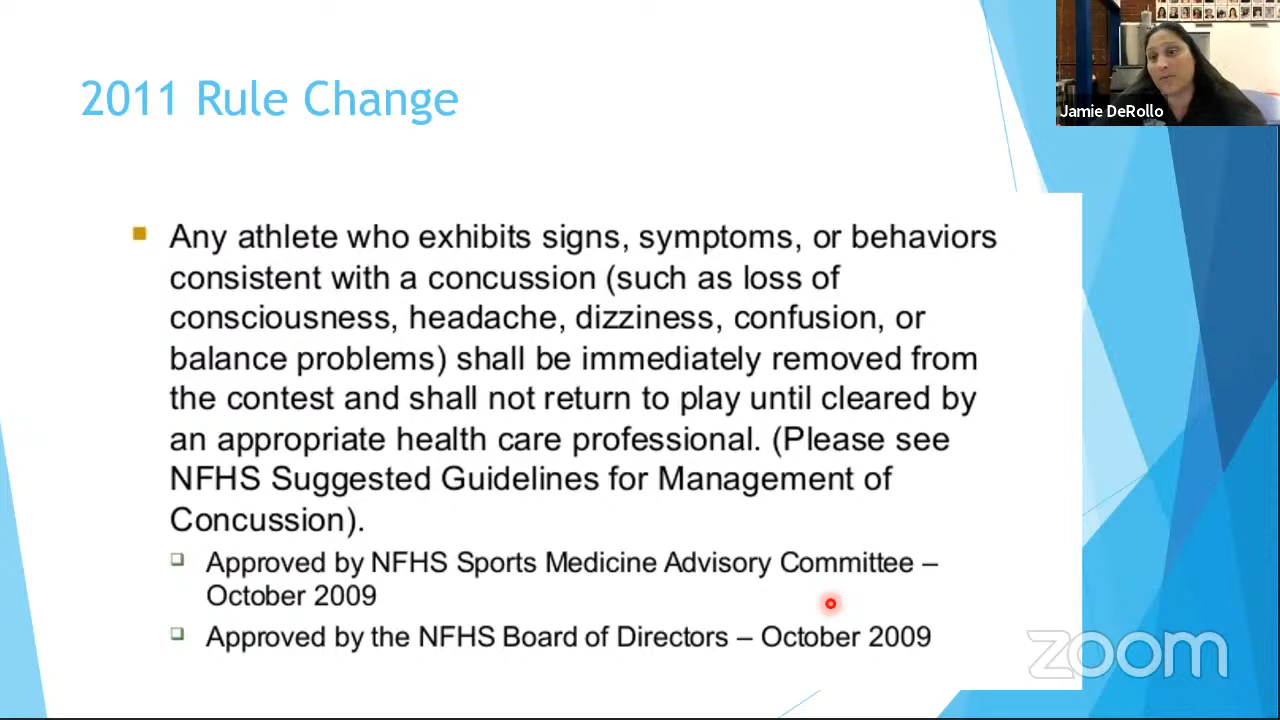 2011 Rule Change
Jamie DeRollo
Any athlete who exhibits signs, symptoms, or behaviors
consistent with a concussion (such as loss of
consciousness, headache, dizziness, confusion, or
balance problems) shall be immediately removed from
the contest and shall not return to play until cleared by
an appropriate health care professional. (Please see
NFHS Suggested Guidelines for Management of
Concussion).
Approved by NFHS Sports Medicine Advisory Committee –
October 2009
Approved by the NFHS Board of Directors – October 2009
zoom